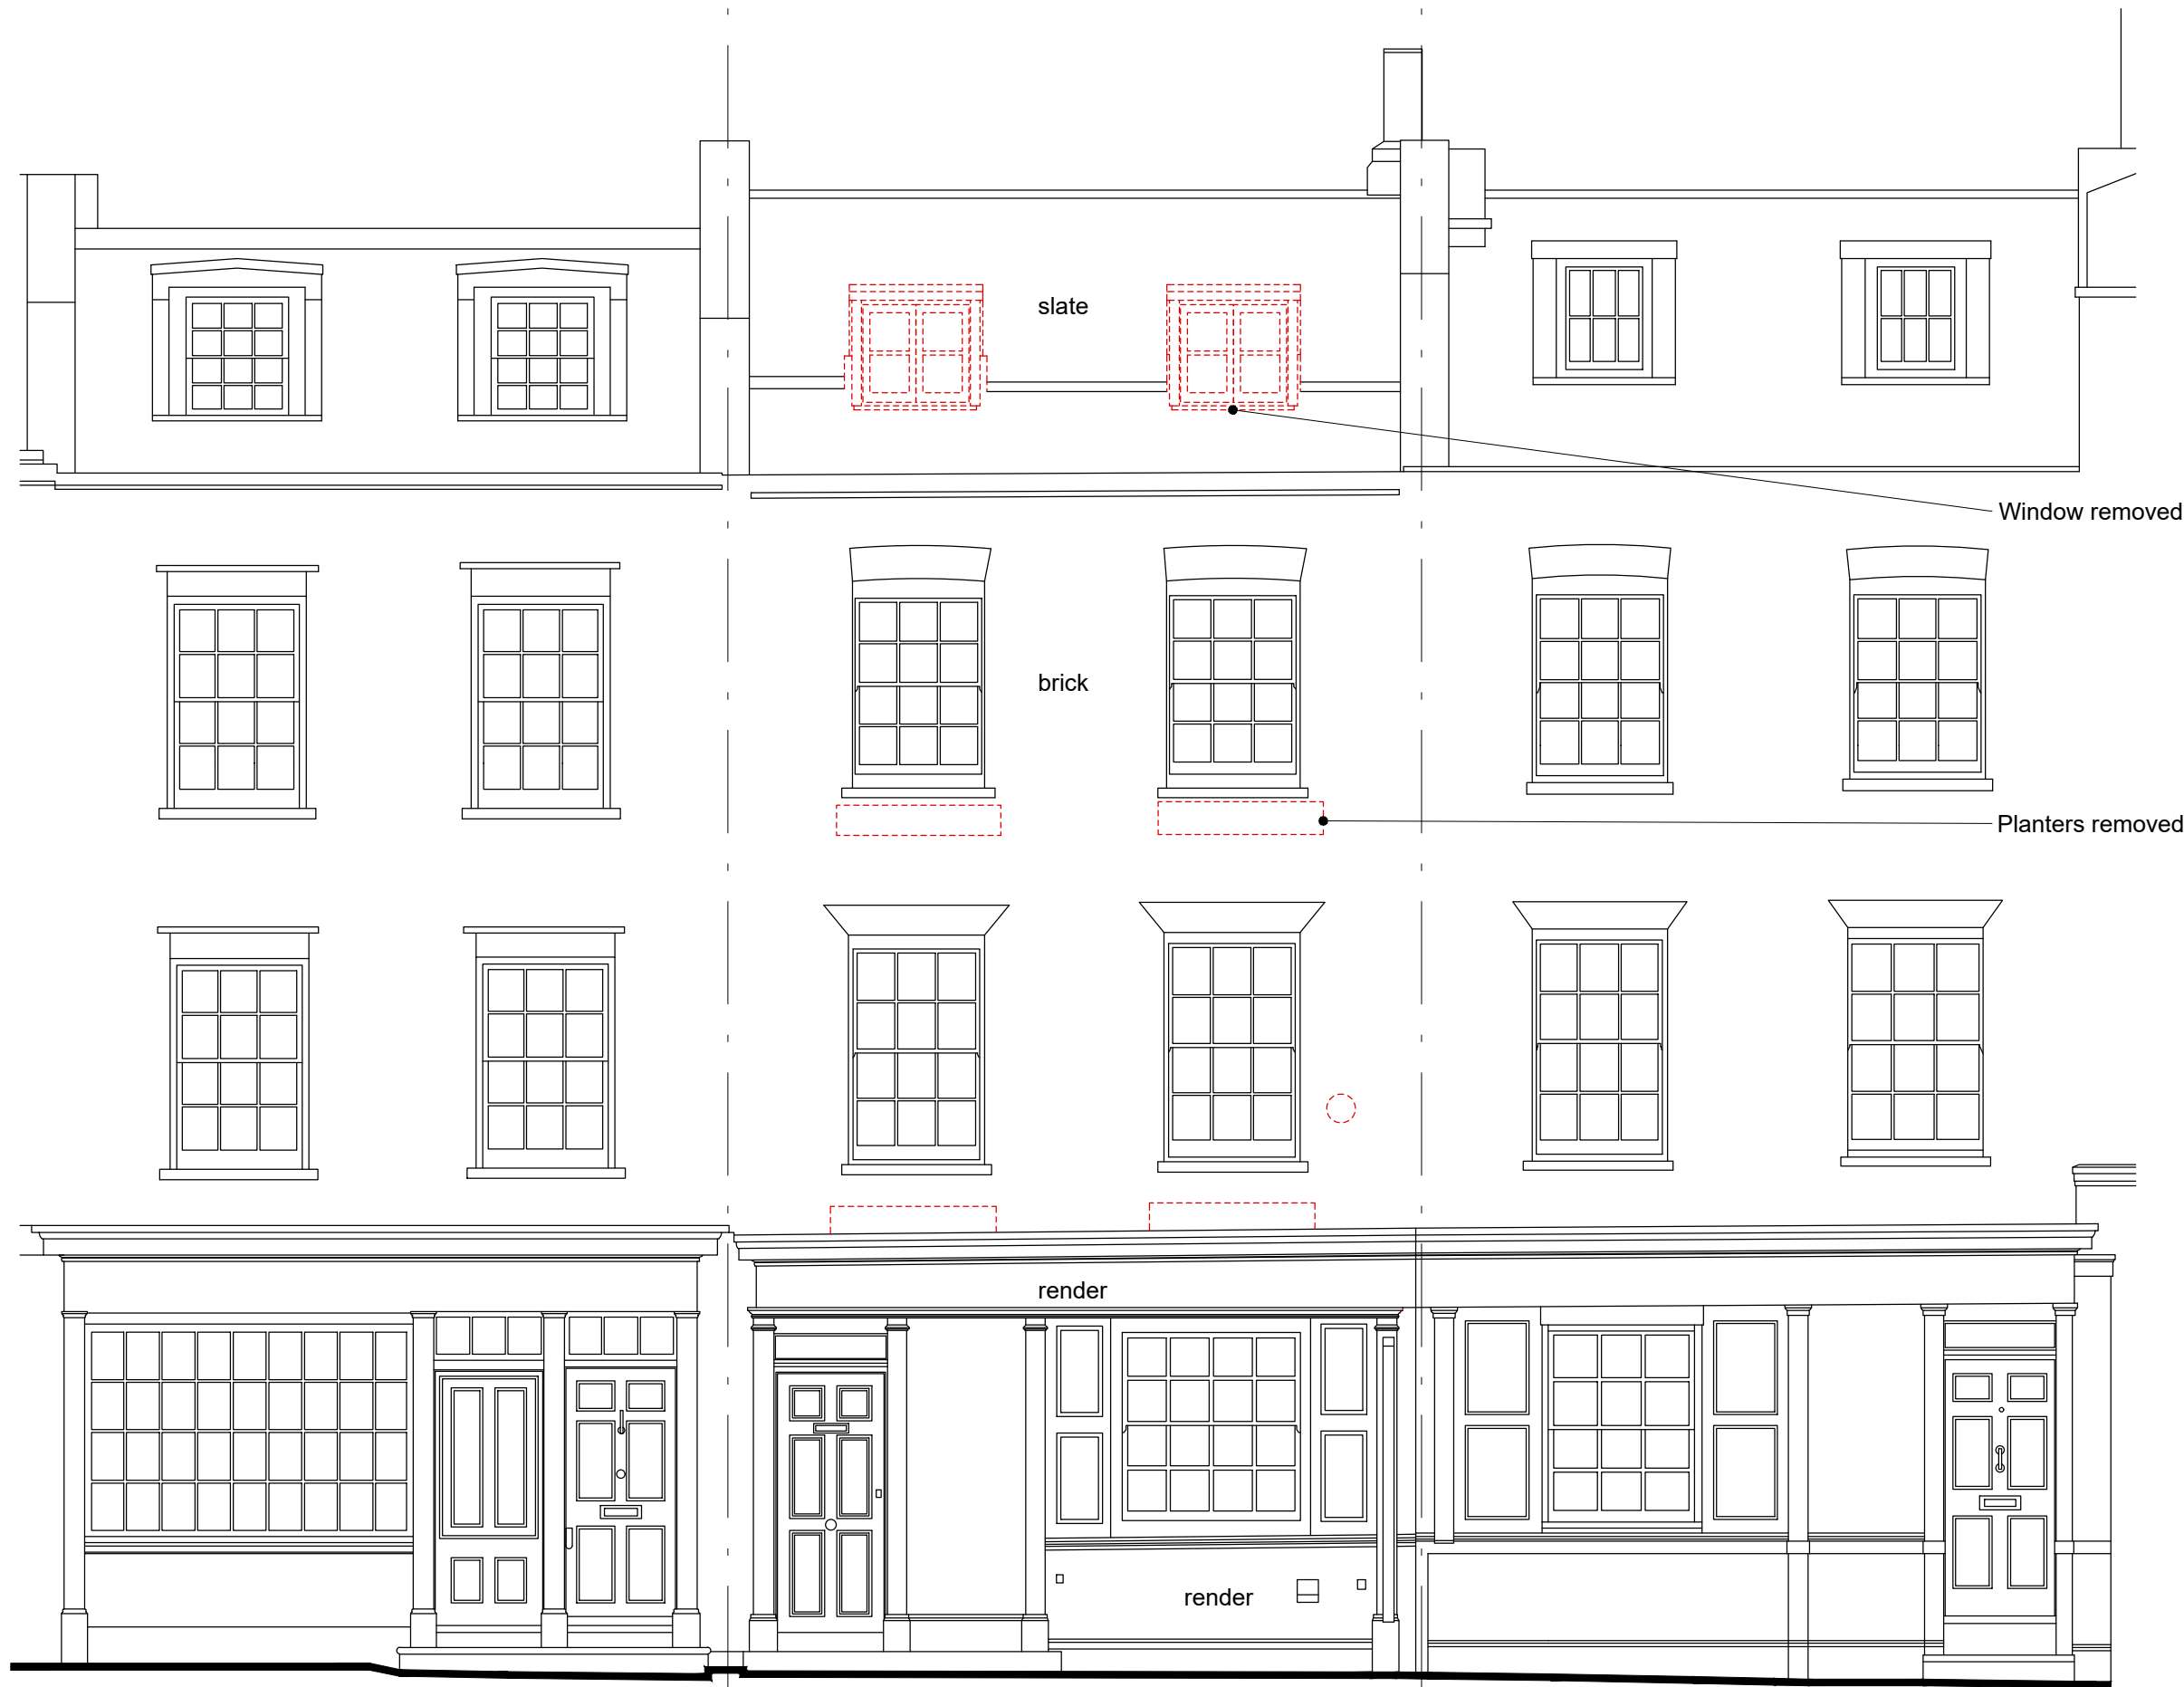 slate
Window removed
brick
Planters removed
render
render